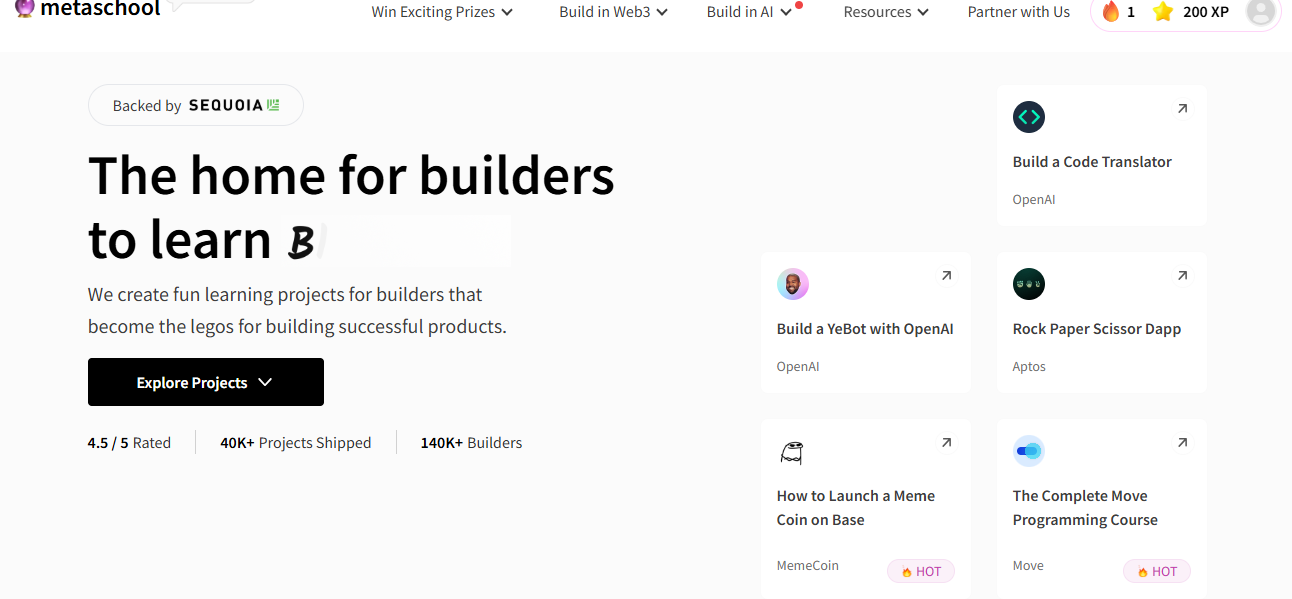 metaschool
Win Exciting Prizes
Build in Web3
Build in AI
Resources
Partner with Us
1
200 XP
Backed by SEQUOIA
The home for builders
to learn B
We create fun learning projects for builders that
become the legos for building successful products.
Explore Projects
4.5 / 5 Rated
40K+ Projects Shipped
140K+ Builders
Build a Code Translator
OpenAI
Build a YeBot with OpenAI
OpenAI
Rock Paper Scissor Dapp
Aptos
How to Launch a Meme
Coin on Base
MemeCoin
HOT
The Complete Move
Programming Course
Move
HOT